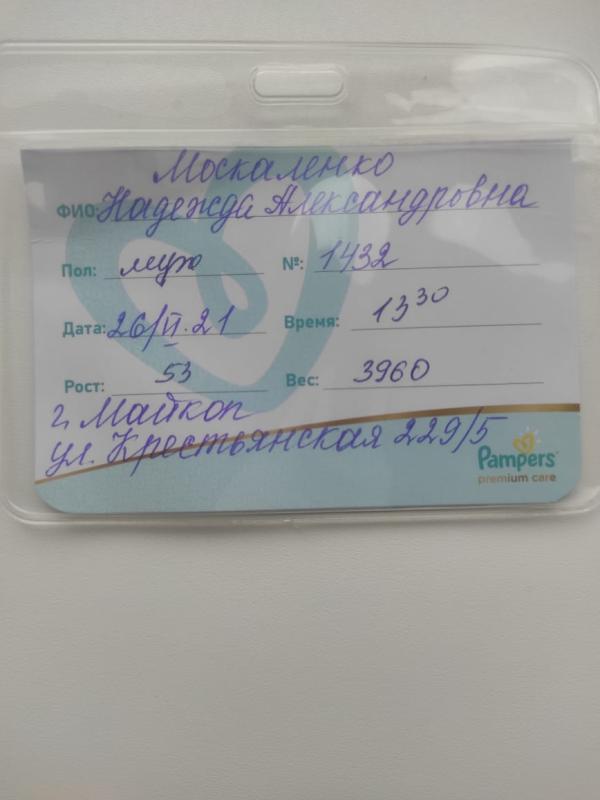 Москаленко
ФИО: Надежда Александровна
Пол: муж №: 1432
Дата: 26/VI.21 Время: 13 30
Рост: 53 Вес: 3960
г. Майкоп
ул. Крестьянская 229/5
Pampers
premium care